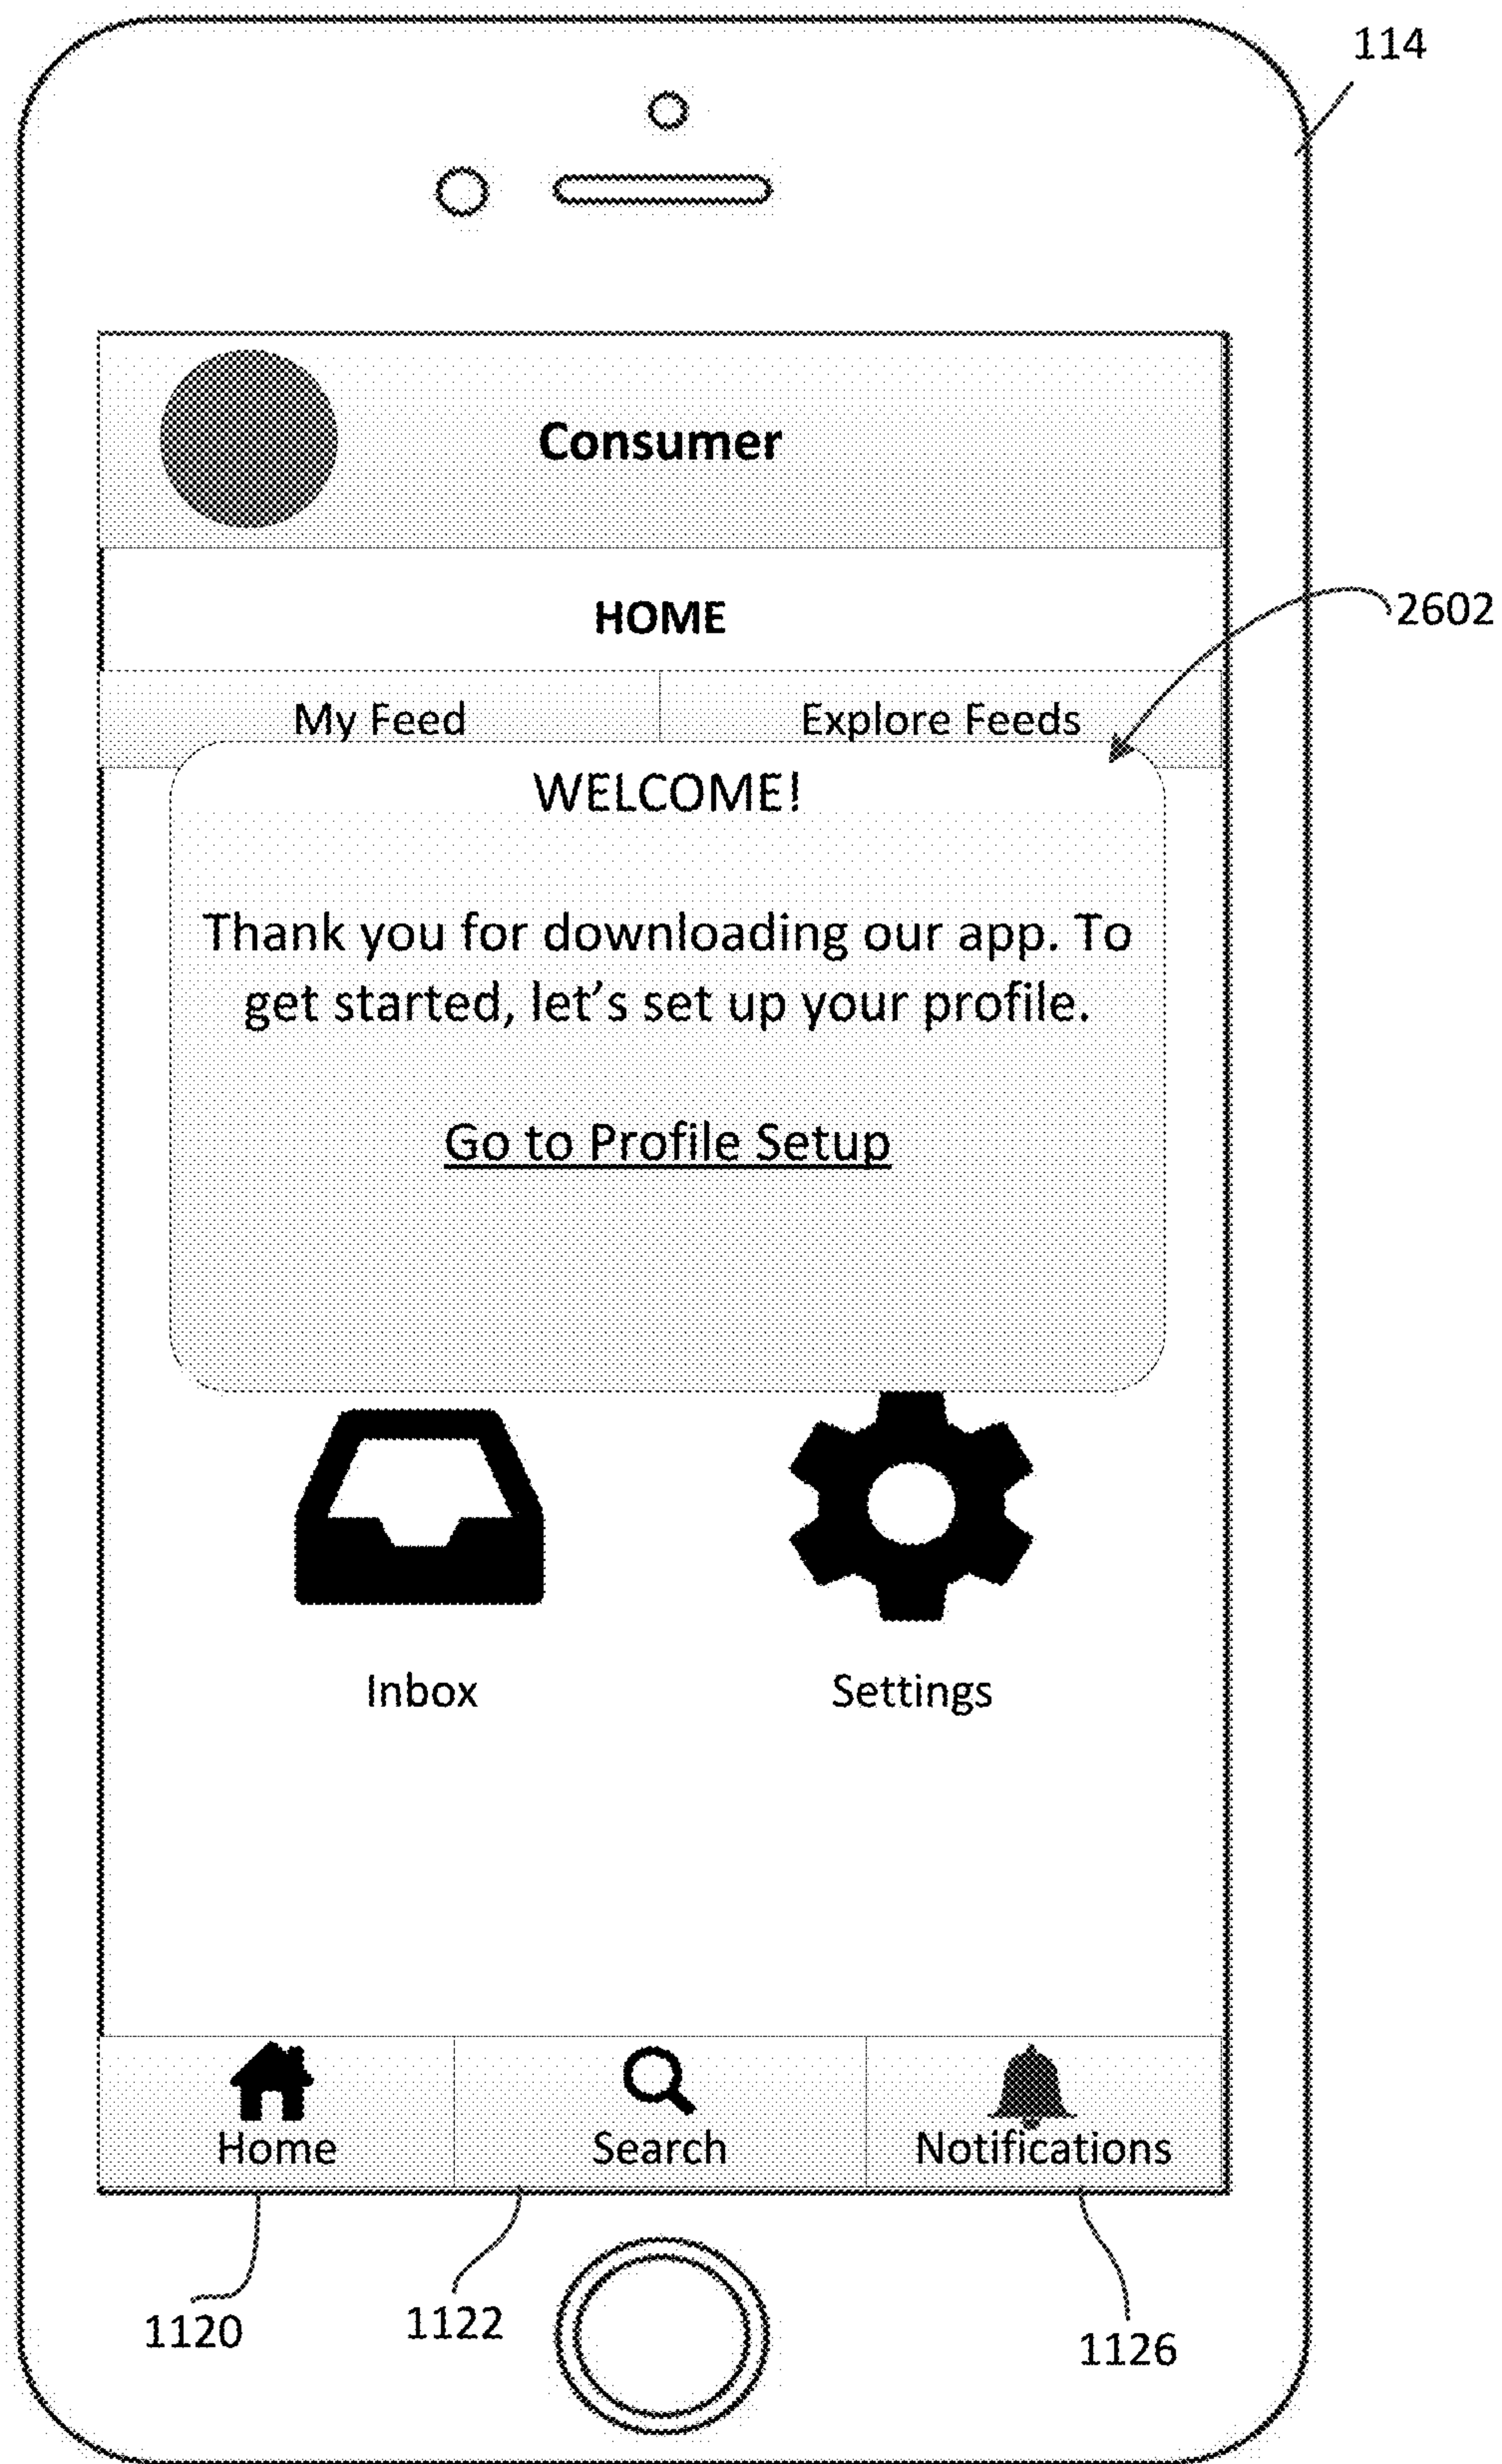 114
Consumer
HOME
2602
My Feed Explore Feeds
WELCOME!
Thank you for downloading our app. To
get started, let's set up your profile.
Go to Profile Setup
Inbox Settings
Home Search Notifications
1120 1122 1126